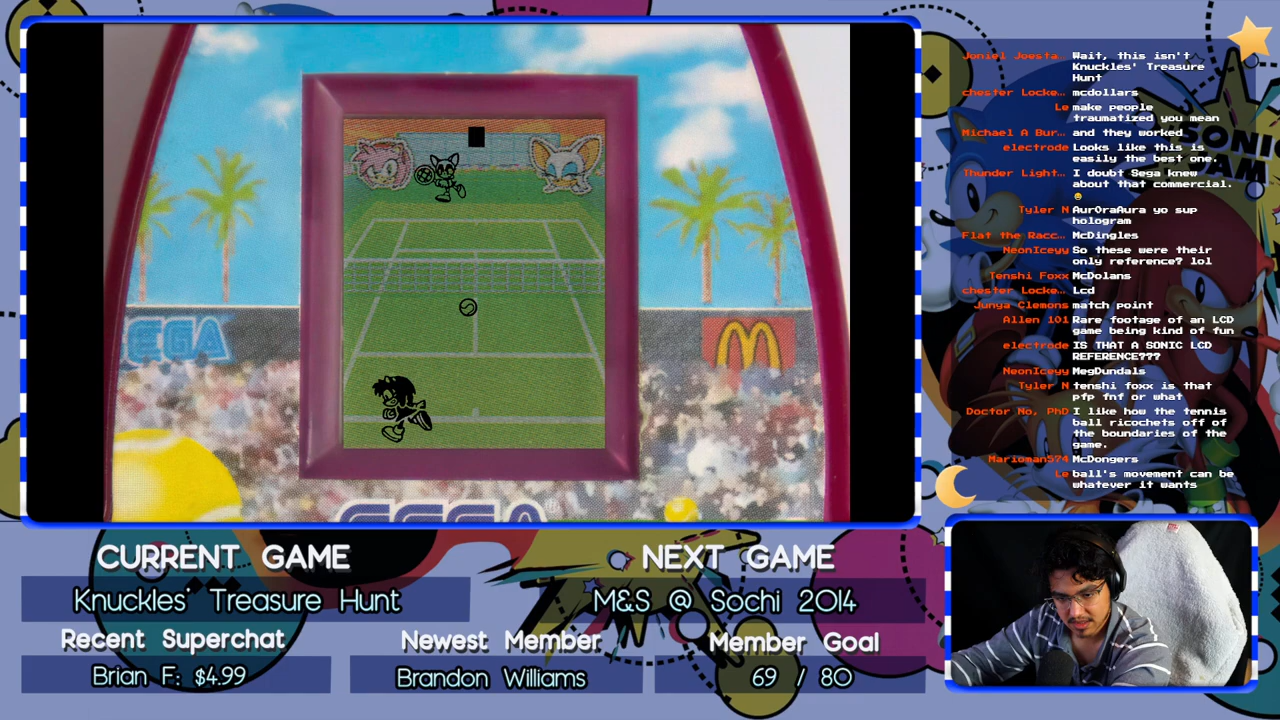 SEGA
M
SEGA
SONIC
JAM
Joniel Joesta… Wait, this isn't
Knuckles' Treasure
Hunt
chester Locke… mcdollars
Le make people
traumatized you mean
Michael A Bur… and they worked
electrode Looks like this is
easily the best one.
Thunder Light… I doubt Sega knew
about that commercial.
Tyler N AurOraAura yo sup
hologram
Flat the Racc… McDingles
NeonIceyy So these were their
only reference? lol
Tenshi Foxx McDolans
chester Locke… Lcd
Junya Clemons match point
Allen 101 Rare footage of an LCD
game being kind of fun
electrode IS THAT A SONIC LCD
REFERENCE???
NeonIceyy MegDundals
Tyler N tenshi foxx is that
pfp fnf or what
Doctor No, PhD I like how the tennis
ball ricochets off of
the boundaries of the
game.
Marioman574 McDongers
Le ball's movement can be
whatever it wants
CURRENT GAME
Knuckles' Treasure Hunt
NEXT GAME
M&S @ Sochi 2014
Recent Superchat
Brian F: $4.99
Newest Member
Brandon Williams
Member Goal
69 / 80